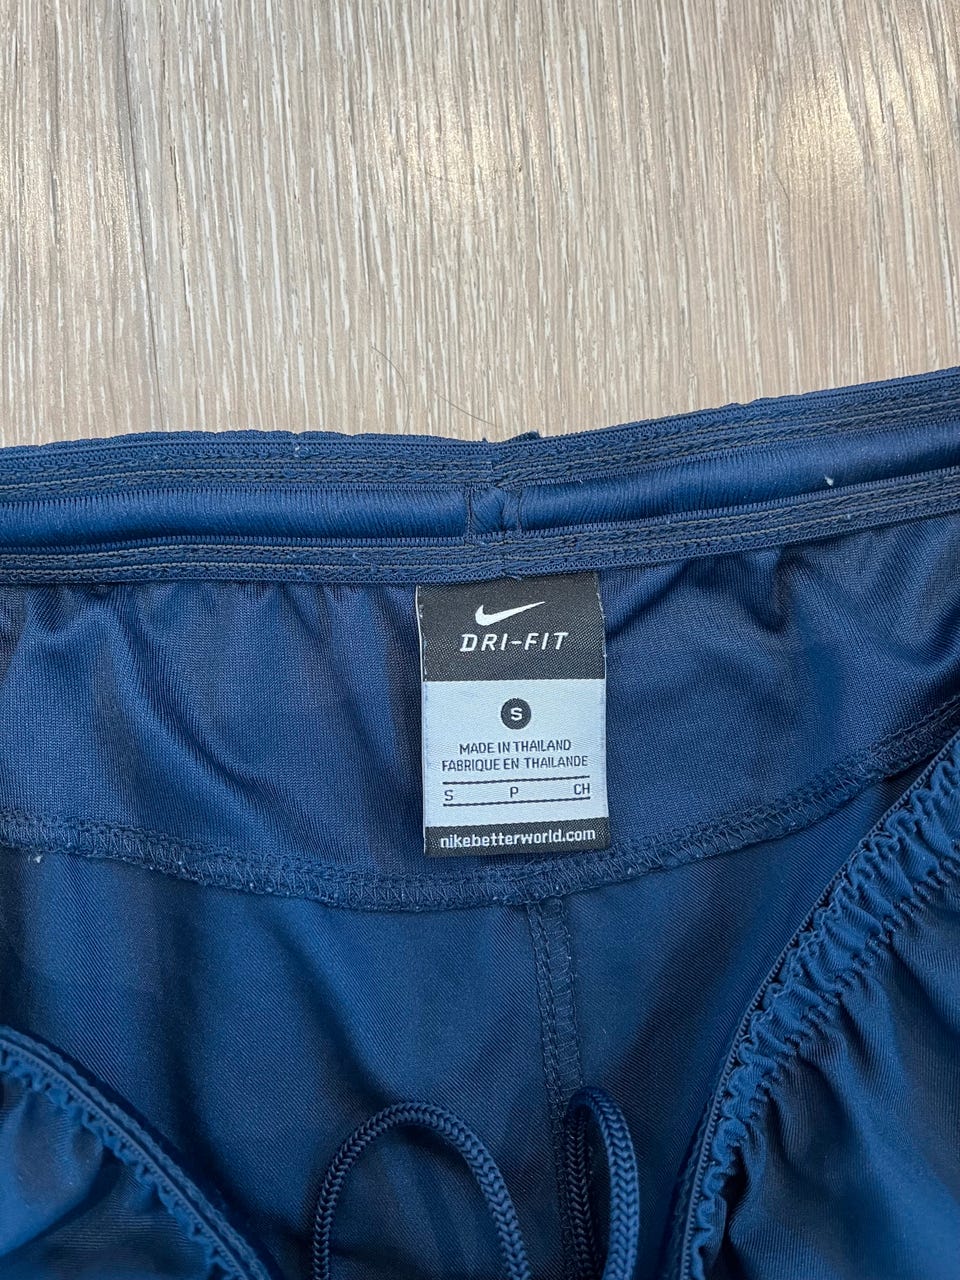 DRI-FIT
S
MADE IN THAILAND
FABRIQUE EN THAILANDE
S P CH
nikebetterworld.com